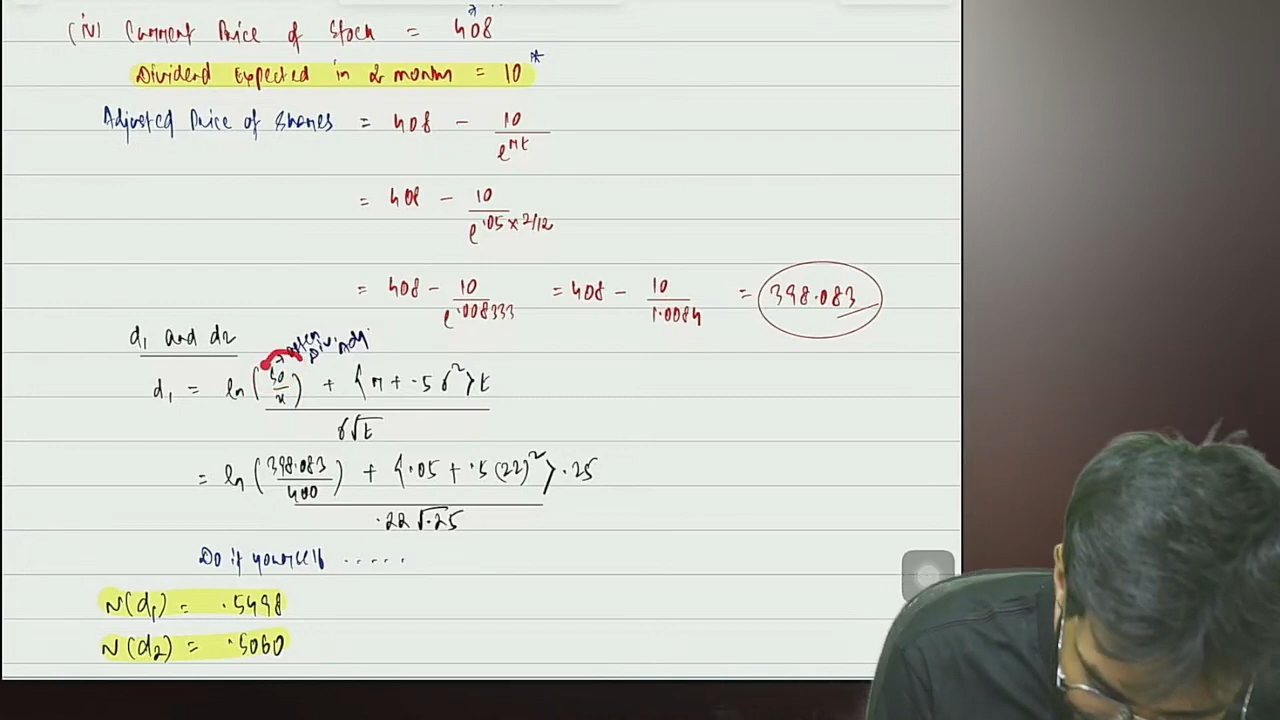 (iv) Current Price of Stock = 408
Dividend Expected in 2 months = 10*
Adjusted Price of Shares = 408 - 10/e^rt
= 408 - 10/e^.05×2/12
= 408 - 10/e^.008333 = 408 - 10/1.0084 = 398.083
d1 and d2
after
Div. Adj.
d1 = ln(S0/x) + {r + .5σ²}t
σ√t
= ln(398.083/400) + {.05 + .5(22)²}.25
.22√.25
Do it yourself ......
N(d1) = .5498
N(d2) = .5060